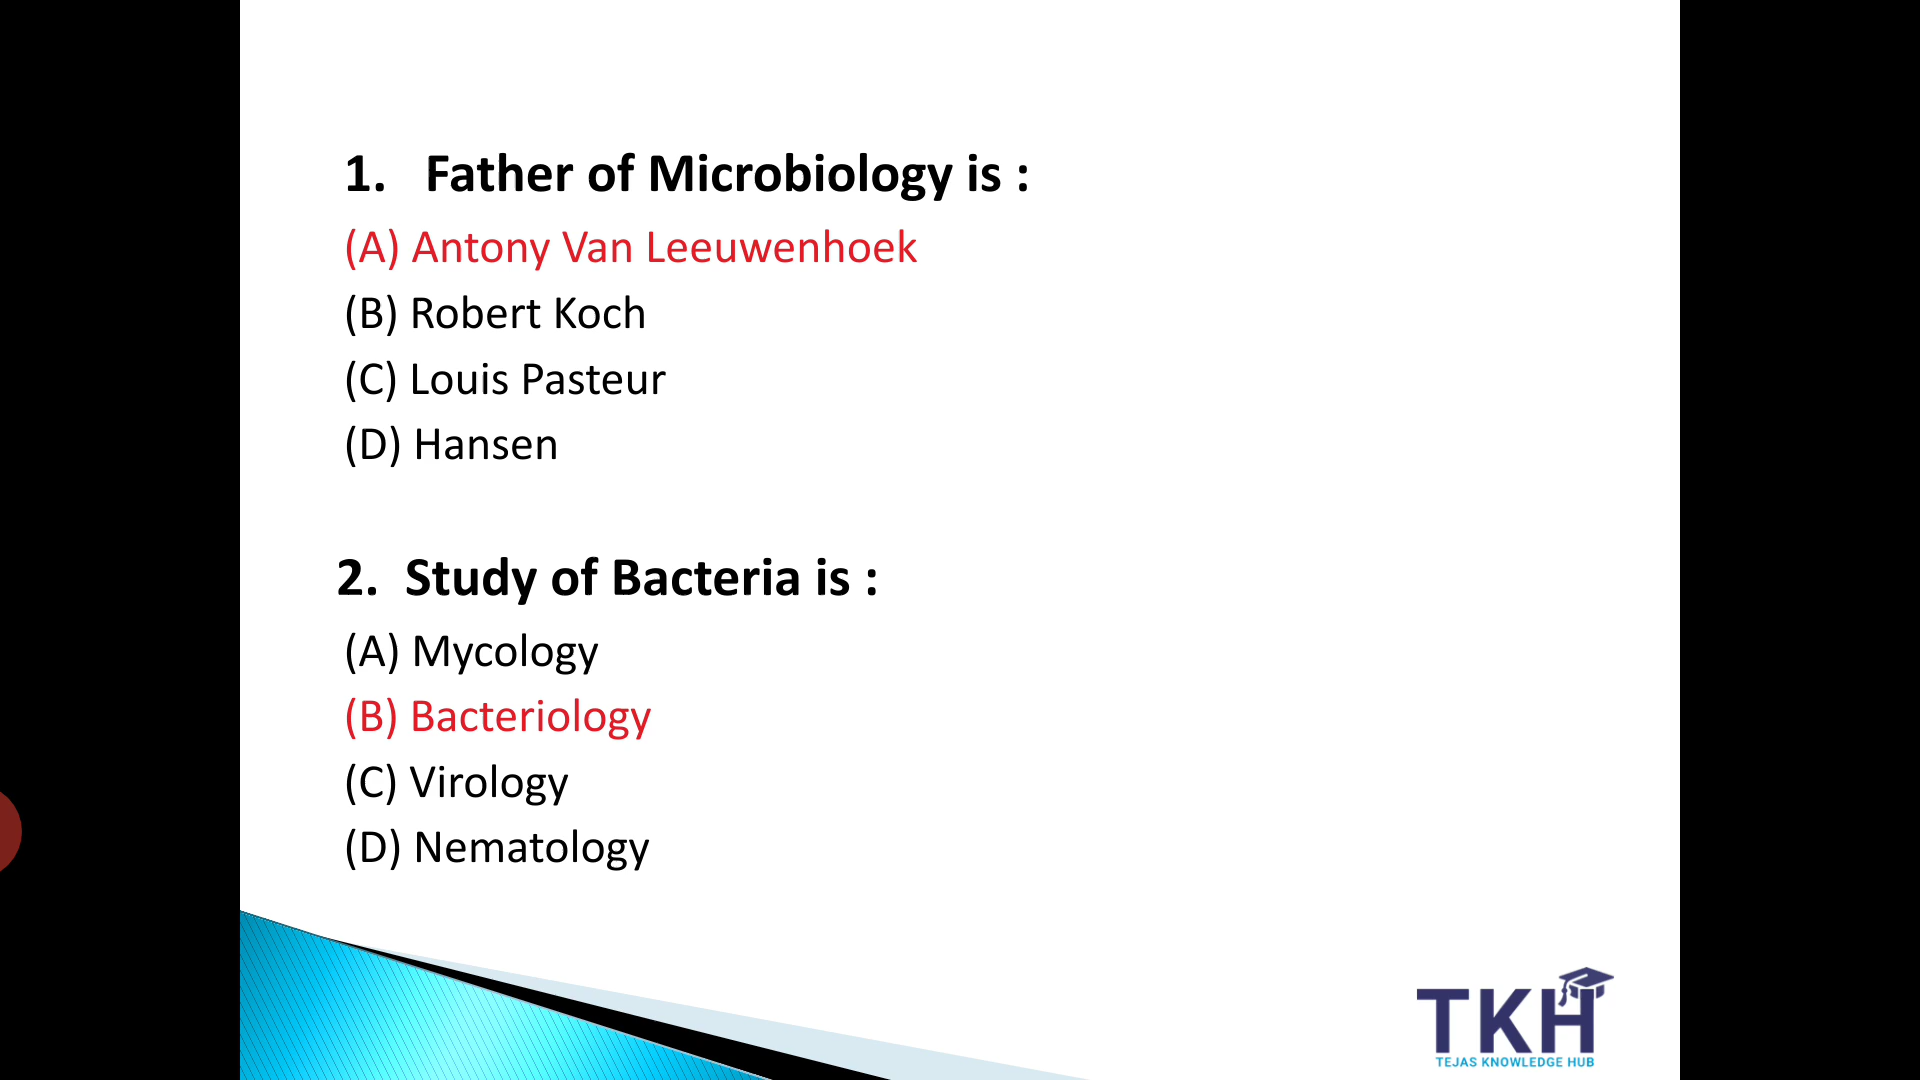 1. Father of Microbiology is :
(A) Antony Van Leeuwenhoek
(B) Robert Koch
(C) Louis Pasteur
(D) Hansen
2. Study of Bacteria is :
(A) Mycology
(B) Bacteriology
(C) Virology
(D) Nematology
TKH
TEJAS KNOWLEDGE HUB